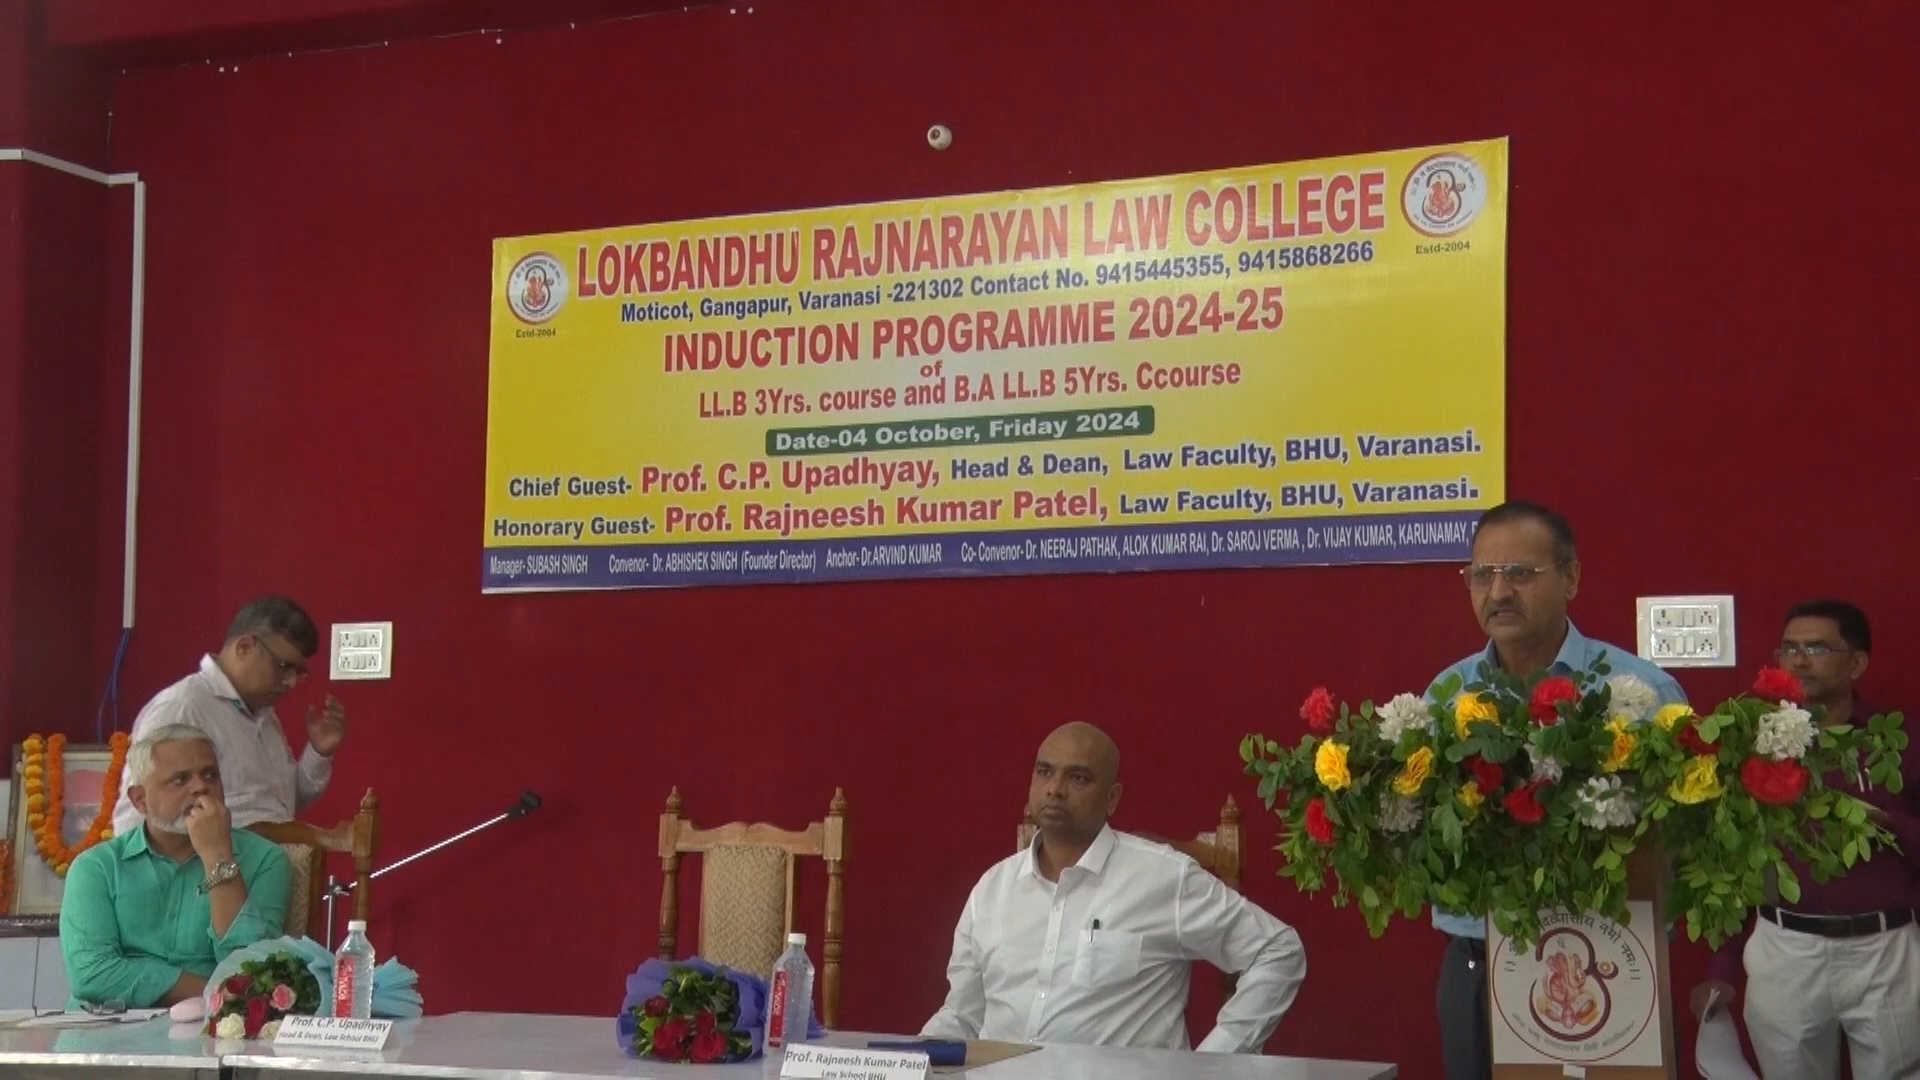 LOKBANDHU RAJNARAYAN LAW COLLEGE
Moticot, Gangapur, Varanasi -221302 Contact No. 9415445355, 9415868266
Estd-2004
Estd-2004
INDUCTION PROGRAMME 2024-25
of
LL.B 3Yrs. course and B.A LL.B 5Yrs. Ccourse
Date-04 October, Friday 2024
Chief Guest- Prof. C.P. Upadhyay, Head & Dean, Law Faculty, BHU, Varanasi.
Honorary Guest- Prof. Rajneesh Kumar Patel, Law Faculty, BHU, Varanasi.
Manager- SUBASH SINGH Convenor- Dr. ABHISHEK SINGH (Founder Director) Anchor- Dr.ARVIND KUMAR Co- Convenor- Dr. NEERAJ PATHAK, ALOK KUMAR RAI, Dr. SAROJ VERMA , Dr. VIJAY KUMAR, KARUNAMAY,
Prof. C.P. Upadhyay
Head & Dean, Law School BHU
Prof. Rajneesh Kumar Patel
Law School BHU
नमो नमः।।